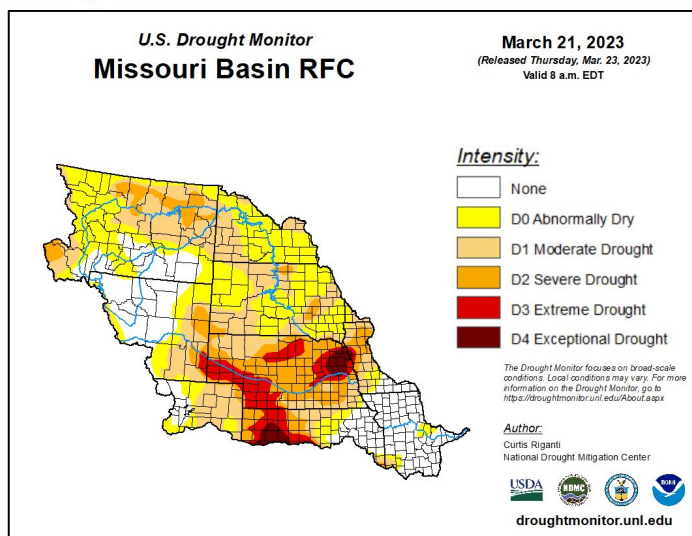 U.S. Drought Monitor
Missouri Basin RFC
March 21, 2023
(Released Thursday, Mar. 23, 2023)
Valid 8 a.m. EDT
Intensity:
None
D0 Abnormally Dry
D1 Moderate Drought
D2 Severe Drought
D3 Extreme Drought
D4 Exceptional Drought
The Drought Monitor focuses on broad-scale
conditions. Local conditions may vary. For more
information on the Drought Monitor, go to
https://droughtmonitor.unl.edu/About.aspx
Author:
Curtis Riganti
National Drought Mitigation Center
USDA
NDMC
NOAA
droughtmonitor.unl.edu